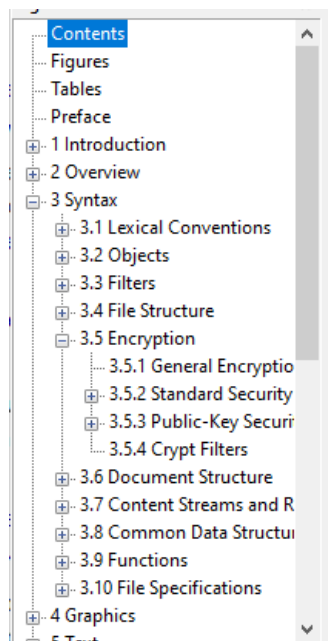 Contents
Figures
Tables
Preface
1 Introduction
2 Overview
3 Syntax
3.1 Lexical Conventions
3.2 Objects
3.3 Filters
3.4 File Structure
3.5 Encryption
3.5.1 General Encryptio
3.5.2 Standard Security
3.5.3 Public-Key Securi
3.5.4 Crypt Filters
3.6 Document Structure
3.7 Content Streams and R
3.8 Common Data Structu
3.9 Functions
3.10 File Specifications
4 Graphics
5 Text